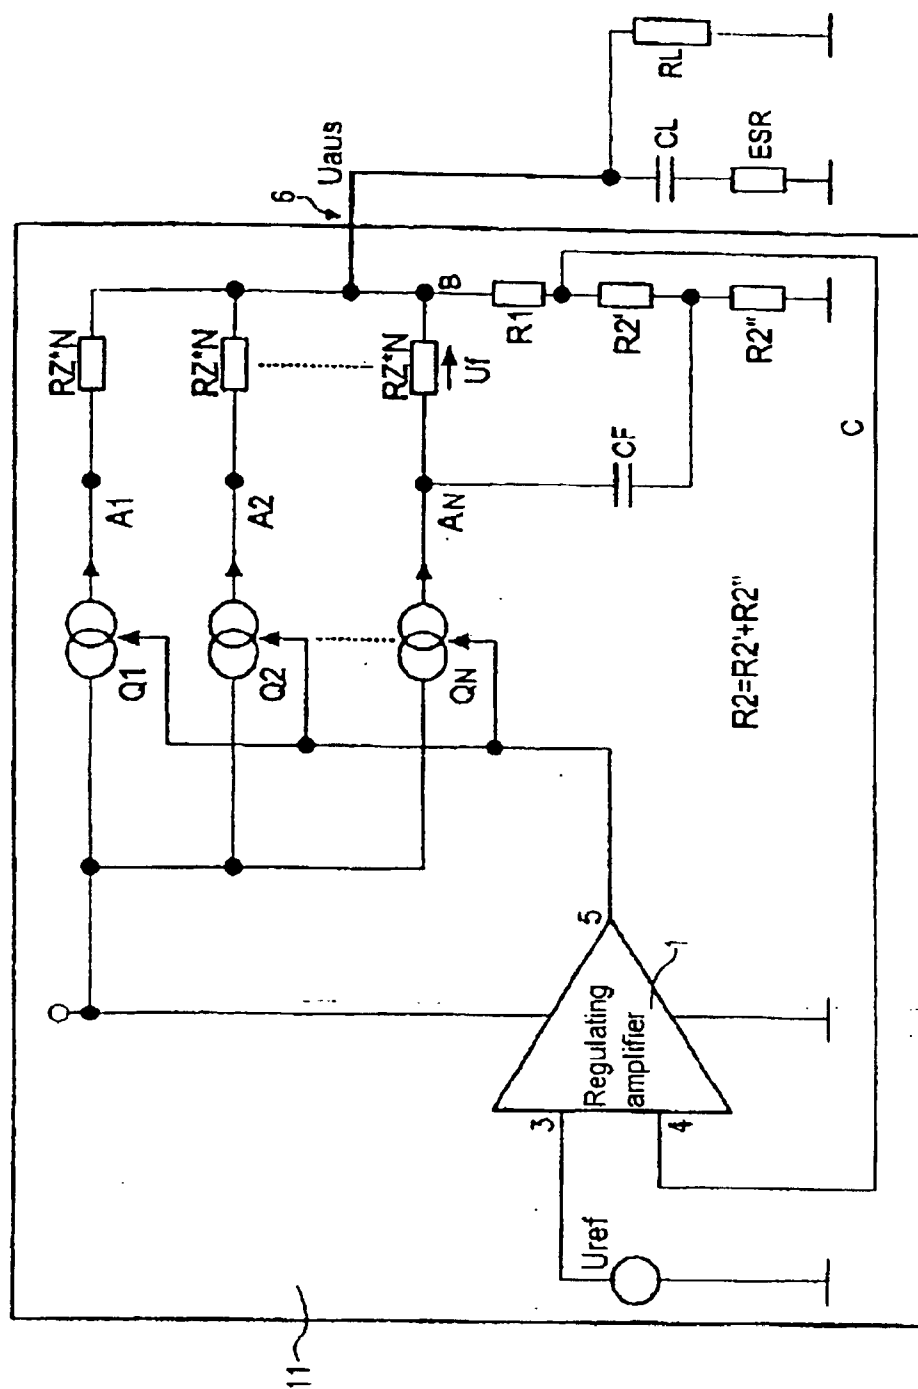 11
Uref
3
4
Regulating
amplifier
1
5
Q1
Q2
QN
A1
A2
AN
RZ*N
RZ*N
RZ*N
Uf
CF
B
R1
R2'
R2"
C
R2=R2'+R2"
6
Uaus
CL
ESR
RL